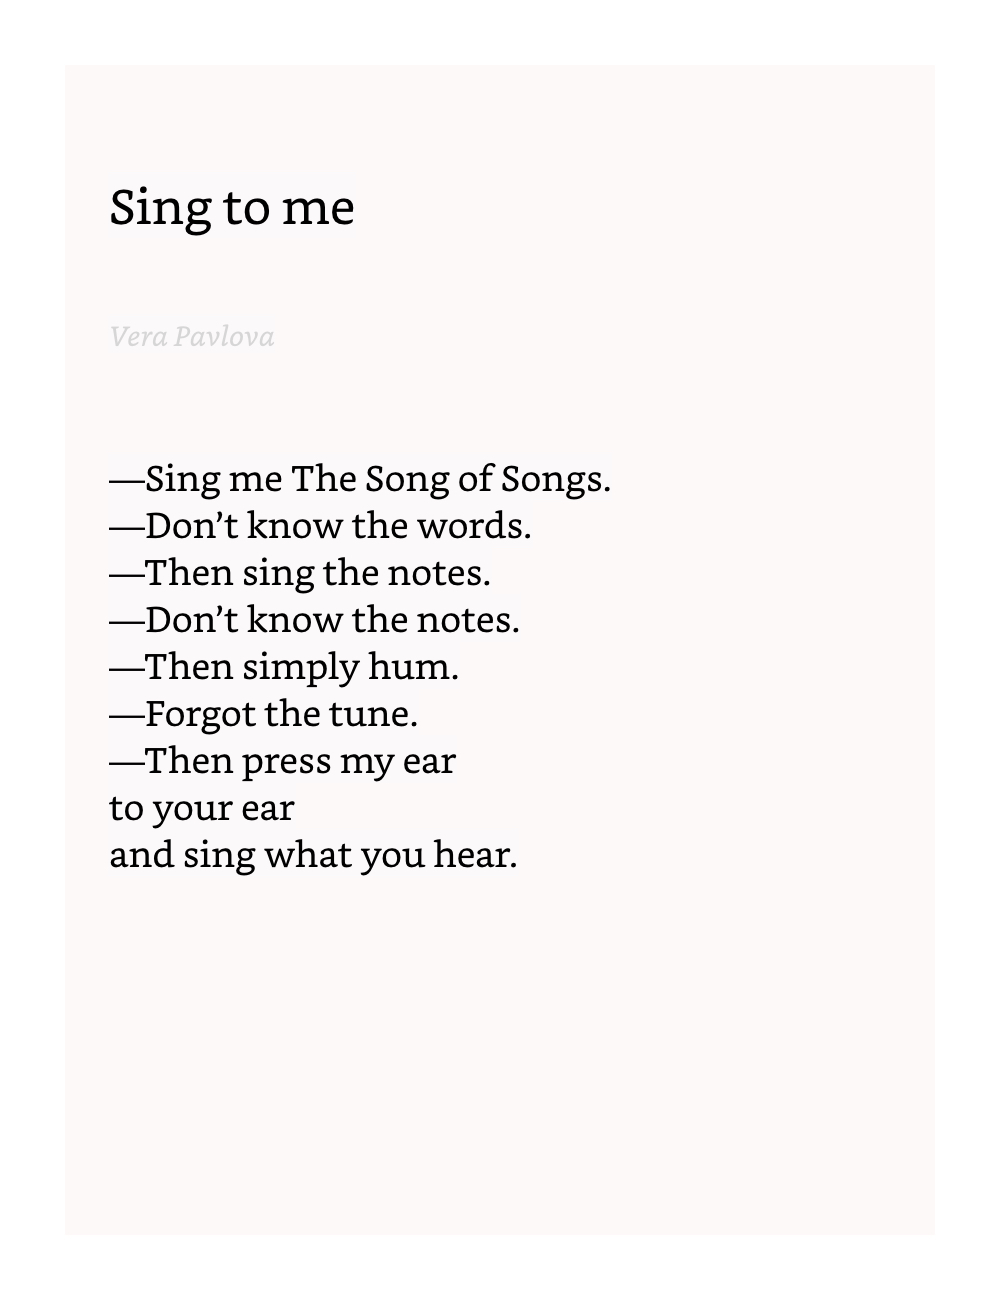 Sing to me
Vera Pavlova
—Sing me The Song of Songs.
—Don’t know the words.
—Then sing the notes.
—Don’t know the notes.
—Then simply hum.
—Forgot the tune.
—Then press my ear
to your ear
and sing what you hear.